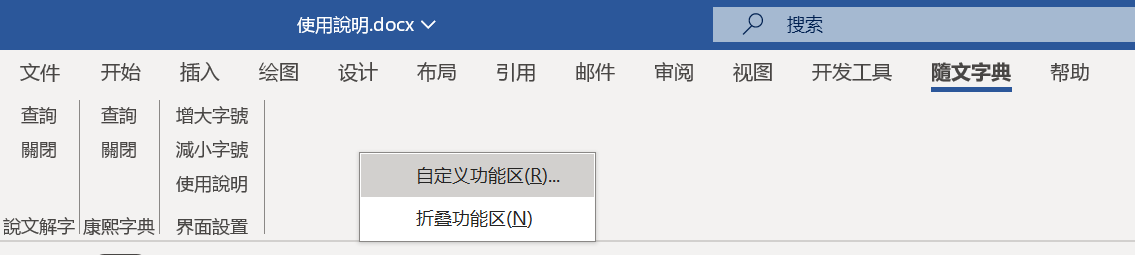 使用說明.docx
搜索
文件 开始 插入 绘图 设计 布局 引用 邮件 审阅 视图 开发工具 隨文字典 帮助
查詢 查詢 增大字號
關閉 關閉 減小字號
使用說明
說文解字 康熙字典 界面設置
自定义功能区(R)...
折叠功能区(N)